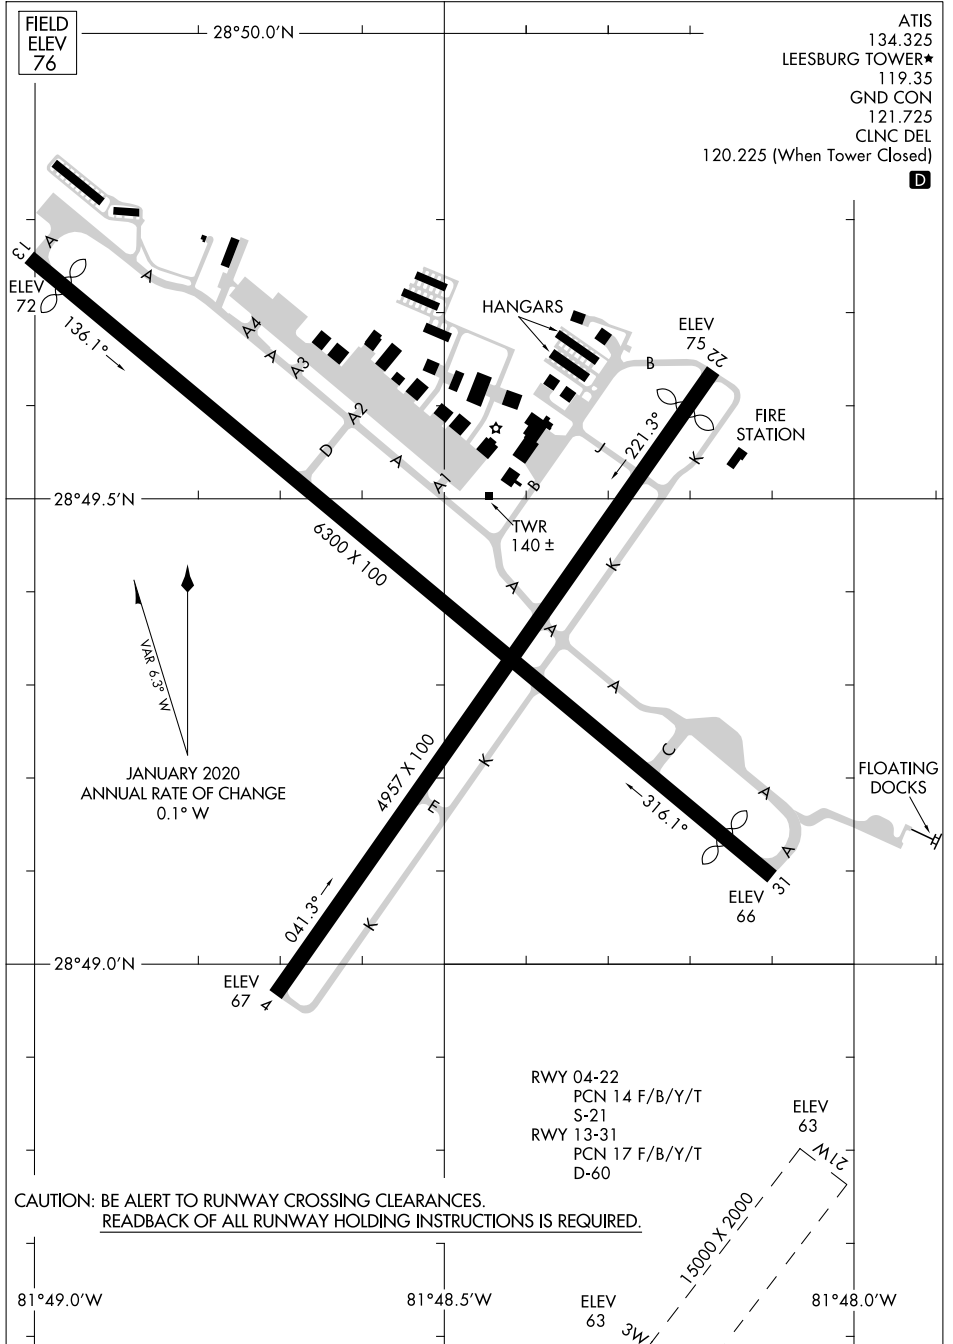 FIELD
ELEV
76
28°50.0'N
ATIS
134.325
LEESBURG TOWER★
119.35
GND CON
121.725
CLNC DEL
120.225 (When Tower Closed)
D
13
A
ELEV
72
A
136.1°
A4
A
A3
A2
D
A
A1
HANGARS
ELEV
75
22
B
221.3°
FIRE
STATION
J
K
B
28°49.5'N
TWR
140 ±
6300 X 100
K
A
A
VAR 6.3° W
A
C
K
JANUARY 2020
ANNUAL RATE OF CHANGE
0.1° W
4957 X 100
E
316.1°
A
FLOATING
DOCKS
A
31
ELEV
66
041.3°
K
28°49.0'N
ELEV
67
4
RWY 04-22
PCN 14 F/B/Y/T
S-21
RWY 13-31
PCN 17 F/B/Y/T
D-60
ELEV
63
21W
CAUTION: BE ALERT TO RUNWAY CROSSING CLEARANCES.
READBACK OF ALL RUNWAY HOLDING INSTRUCTIONS IS REQUIRED.
15000 X 2000
81°49.0'W
81°48.5'W
81°48.0'W
ELEV
63
3W